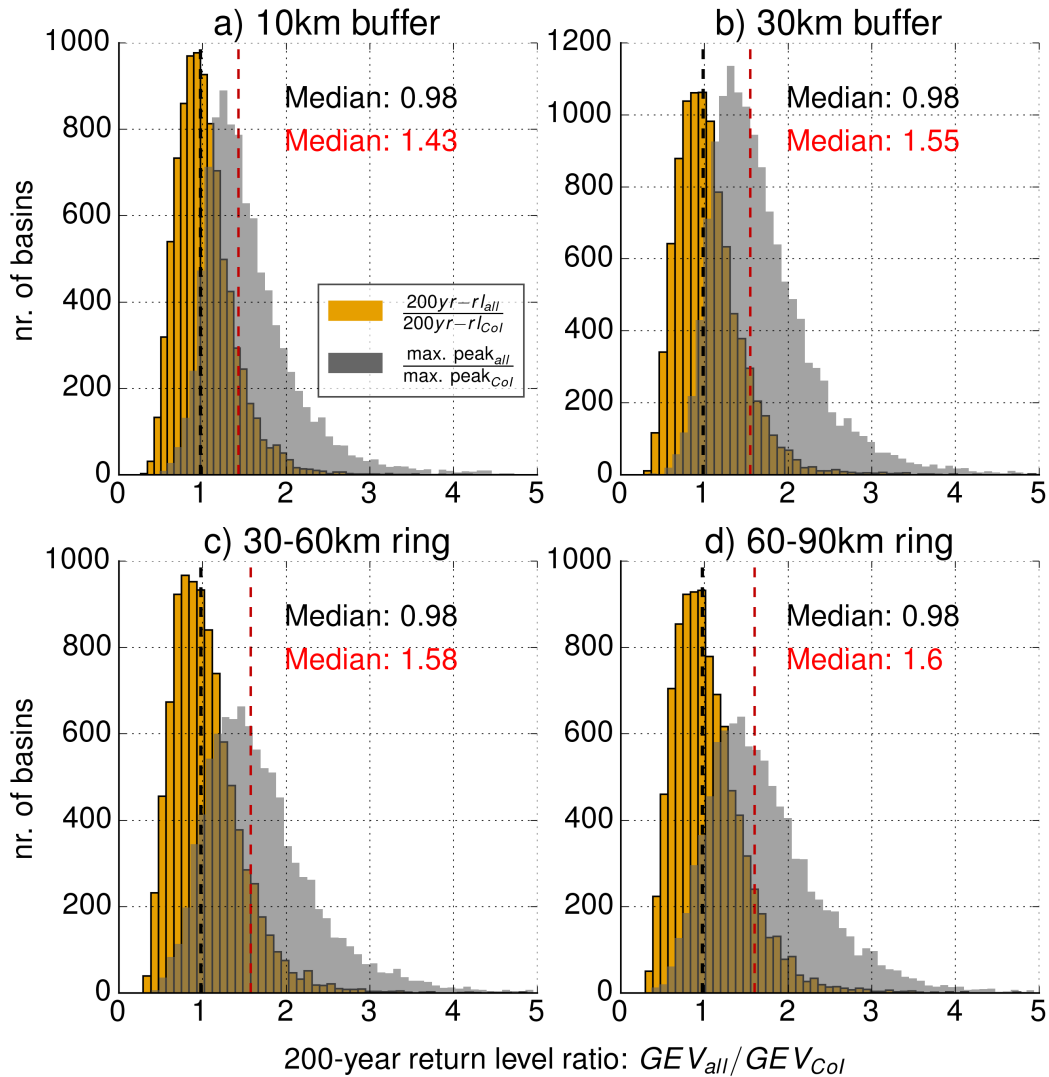 a) 10km buffer
1000
800
600
400
200
0
nr. of basins
Median: 0.98
Median: 1.43
200yr−rl_all
200yr−rl_Col
max. peak_all
max. peak_Col
0 1 2 3 4 5
b) 30km buffer
1200
1000
800
600
400
200
0
Median: 0.98
Median: 1.55
0 1 2 3 4 5
c) 30-60km ring
1000
800
600
400
200
0
nr. of basins
Median: 0.98
Median: 1.58
0 1 2 3 4 5
d) 60-90km ring
1000
800
600
400
200
0
Median: 0.98
Median: 1.6
0 1 2 3 4 5
200-year return level ratio: GEV_all/GEV_Col